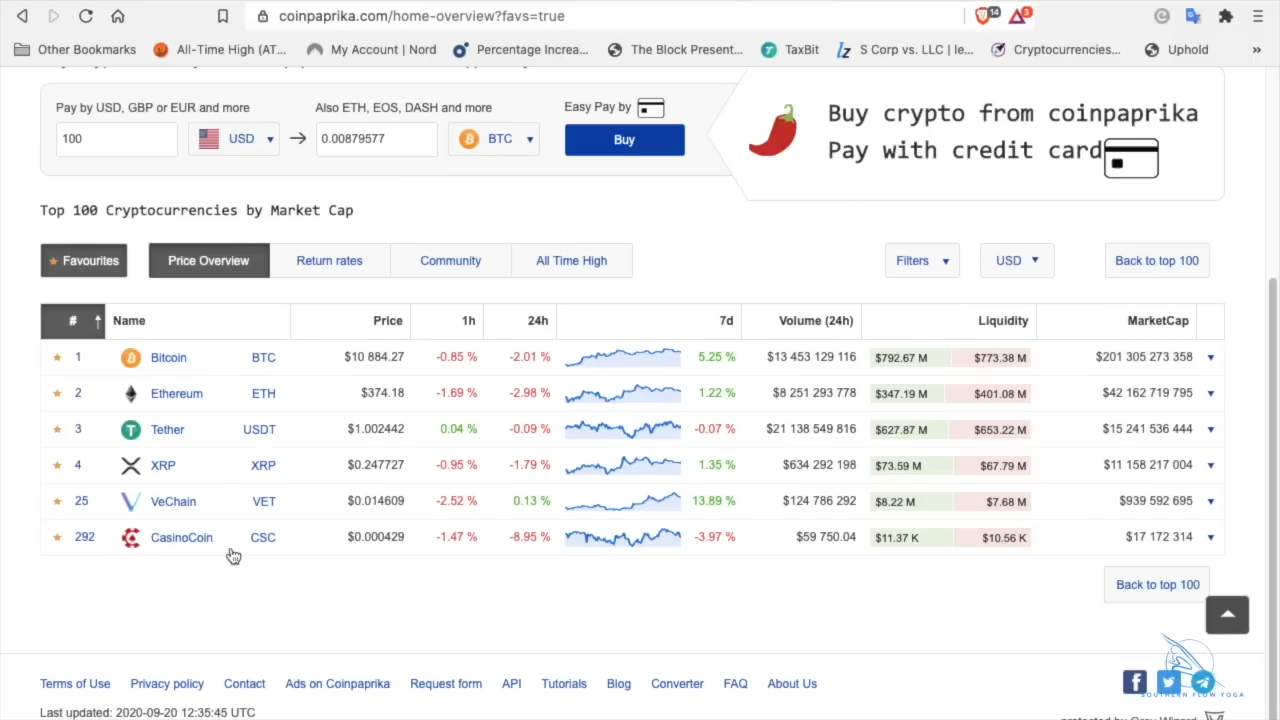 coinpaprika.com/home-overview?favs=true
14
3
Other Bookmarks
All-Time High (AT...
My Account | Nord
Percentage Increa...
The Block Present...
TaxBit
S Corp vs. LLC | le...
Cryptocurrencies...
Uphold
»
Pay by USD, GBP or EUR and more
Also ETH, EOS, DASH and more
Easy Pay by
100
USD
0.00879577
BTC
Buy
Buy crypto from coinpaprika
Pay with credit card
Top 100 Cryptocurrencies by Market Cap
Favourites
Price Overview
Return rates
Community
All Time High
Filters
USD
Back to top 100
# Name Price 1h 24h 7d Volume (24h) Liquidity MarketCap
1 Bitcoin BTC $10 884.27 -0.85 % -2.01 % 5.25 % $13 453 129 116 $792.67 M $773.38 M $201 305 273 358
2 Ethereum ETH $374.18 -1.69 % -2.98 % 1.22 % $8 251 293 778 $347.19 M $401.08 M $42 162 719 795
3 Tether USDT $1.002442 0.04 % -0.09 % -0.07 % $21 138 549 816 $627.87 M $653.22 M $15 241 536 444
4 XRP XRP $0.247727 -0.95 % -1.79 % 1.35 % $634 292 198 $73.59 M $67.79 M $11 158 217 004
25 VeChain VET $0.014609 -2.52 % 0.13 % 13.89 % $124 786 292 $8.22 M $7.68 M $939 592 695
292 CasinoCoin CSC $0.000429 -1.47 % -8.95 % -3.97 % $59 750.04 $11.37 K $10.56 K $17 172 314
Back to top 100
Terms of Use
Privacy policy
Contact
Ads on Coinpaprika
Request form
API
Tutorials
Blog
Converter
FAQ
About Us
SOUTHERN FLOW YOGA
Last updated: 2020-09-20 12:35:45 UTC
protected by Grey Wizard